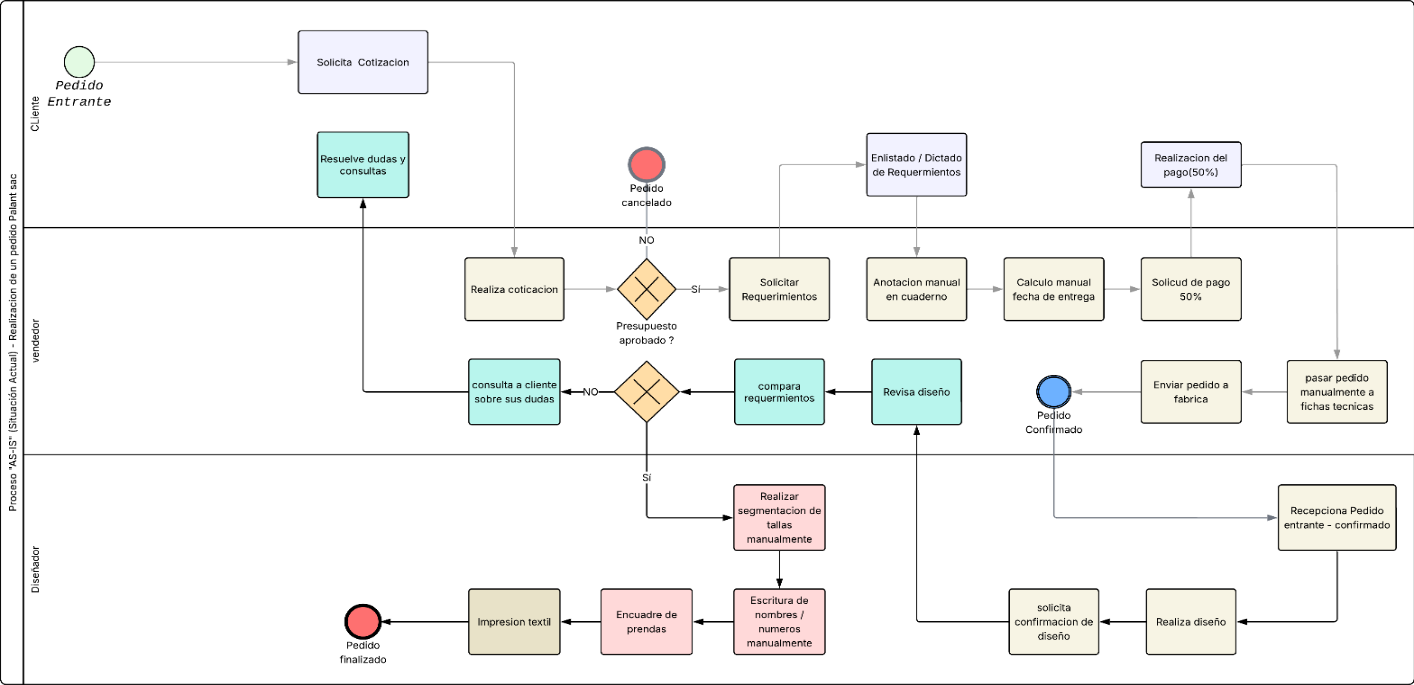 Proceso "AS-IS" (Situación Actual) - Realizacion de un pedido Palant sac
CLiente
Pedido
Entrante
Solicita Cotizacion
Resuelve dudas y
consultas
Pedido
cancelado
Enlistado / Dictado
de Requermientos
Realizacion del
pago(50%)
vendedor
NO
Realiza coticacion
Presupuesto
aprobado ?
Sí
Solicitar
Requerimientos
Anotacion manual
en cuaderno
Calculo manual
fecha de entrega
Solicud de pago
50%
consulta a cliente
sobre sus dudas
NO
compara
requermientos
Revisa diseño
Pedido
Confirmado
Enviar pedido a
fabrica
pasar pedido
manualmente a
fichas tecnicas
Diseñador
Sí
Realizar
segmentacion de
tallas
manualmente
Recepciona Pedido
entrante - confirmado
Pedido
finalizado
Impresion textil
Encuadre de
prendas
Escritura de
nombres /
numeros
manualmente
solicita
confirmacion de
diseño
Realiza diseño